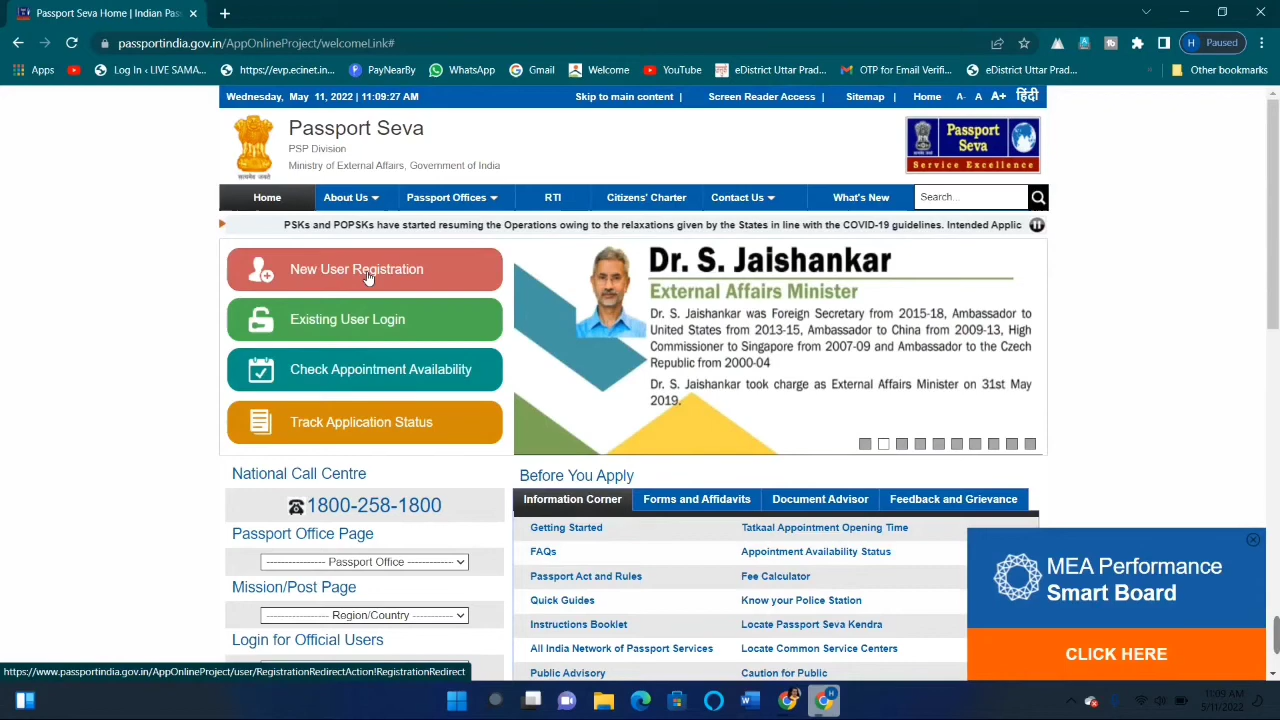 Passport Seva Home | Indian Pas
passportindia.gov.in/AppOnlineProject/welcomeLink#
H Paused
Apps
Log In ‹ LIVE SAMA...
https://evp.ecinet.in...
PayNearBy
WhatsApp
Gmail
Welcome
YouTube
eDistrict Uttar Prad...
OTP for Email Verifi...
eDistrict Uttar Prad...
Other bookmarks
Wednesday, May 11, 2022 | 11:09:27 AM
Skip to main content |
Screen Reader Access |
Sitemap |
Home
A- A A+ हिंदी
Passport Seva
PSP Division
Ministry of External Affairs, Government of India
सत्यमेव जयते
Passport
Seva
Service Excellence
Home
About Us
Passport Offices
RTI
Citizens' Charter
Contact Us
What's New
Search...
PSKs and POPSKs have started resuming the Operations owing to the relaxations given by the States in line with the COVID-19 guidelines. Intended Applic
New User Registration
Existing User Login
Check Appointment Availability
Track Application Status
Dr. S. Jaishankar
External Affairs Minister
Dr. S. Jaishankar was Foreign Secretary from 2015-18, Ambassador to
United States from 2013-15, Ambassador to China from 2009-13, High
Commissioner to Singapore from 2007-09 and Ambassador to the Czech
Republic from 2000-04
Dr. S. Jaishankar took charge as External Affairs Minister on 31st May
2019.
National Call Centre
1800-258-1800
Passport Office Page
---------------- Passport Office -----------
Mission/Post Page
---------------- Region/Country -----------
Login for Official Users
Before You Apply
Information Corner
Forms and Affidavits
Document Advisor
Feedback and Grievance
Getting Started
Tatkaal Appointment Opening Time
FAQs
Appointment Availability Status
Passport Act and Rules
Fee Calculator
Quick Guides
Know your Police Station
Instructions Booklet
Locate Passport Seva Kendra
All India Network of Passport Services
Locate Common Service Centers
Public Advisory
Caution for Public
MEA Performance
Smart Board
CLICK HERE
https://www.passportindia.gov.in/AppOnlineProject/user/RegistrationRedirectAction!RegistrationRedirect
11:09 AM
5/11/2022